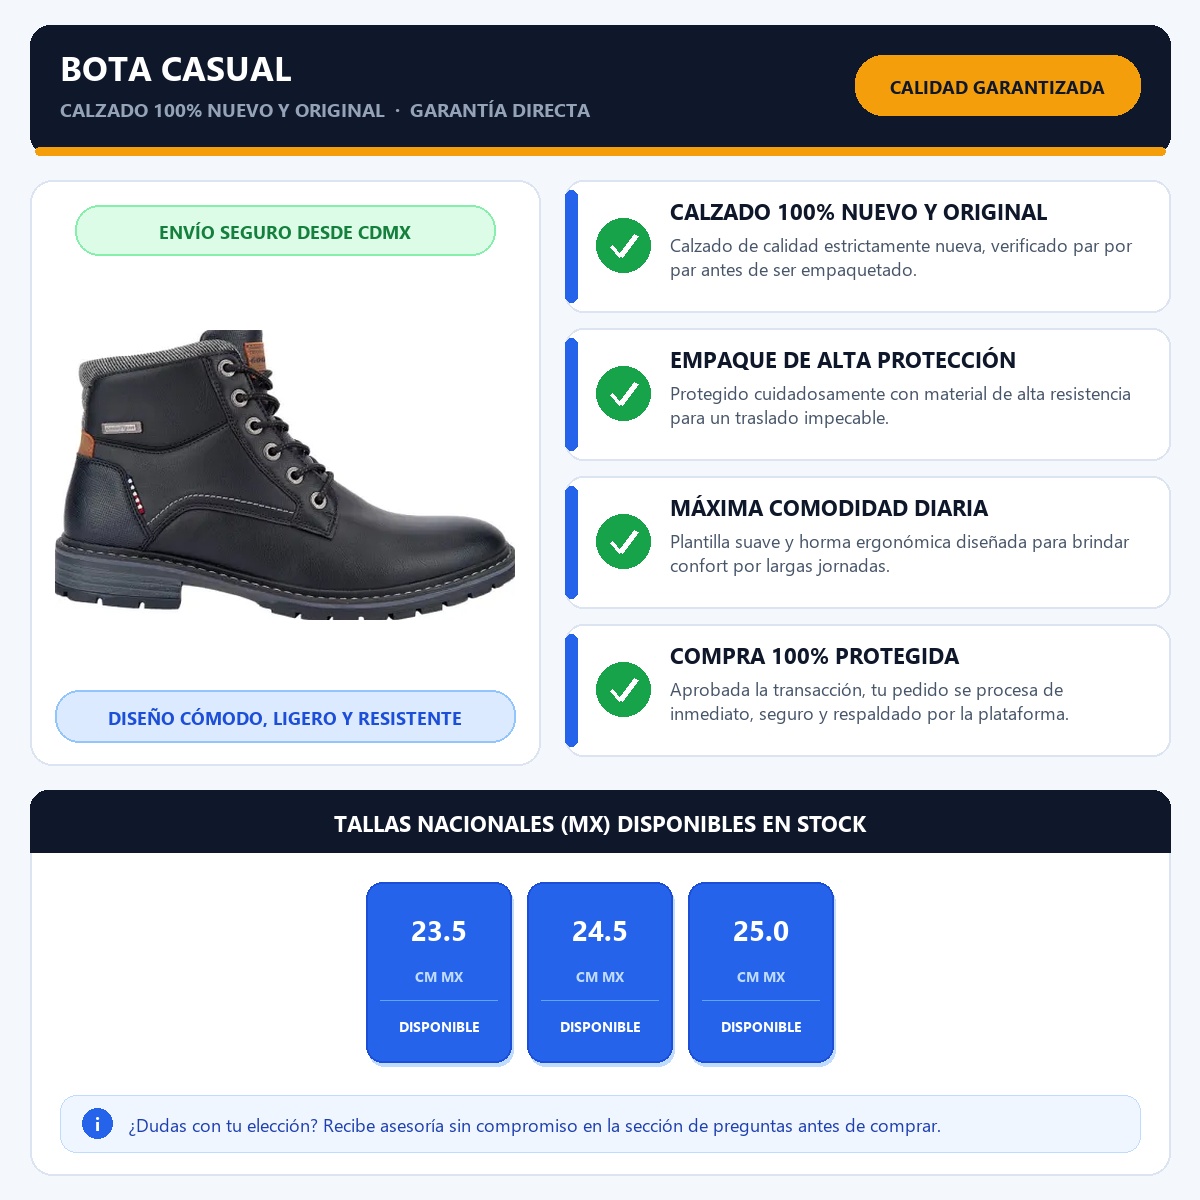 BOTA CASUAL
CALZADO 100% NUEVO Y ORIGINAL · GARANTÍA DIRECTA
CALIDAD GARANTIZADA
ENVÍO SEGURO DESDE CDMX
DISEÑO CÓMODO, LIGERO Y RESISTENTE
CALZADO 100% NUEVO Y ORIGINAL
Calzado de calidad estrictamente nueva, verificado par por
par antes de ser empaquetado.
EMPAQUE DE ALTA PROTECCIÓN
Protegido cuidadosamente con material de alta resistencia
para un traslado impecable.
MÁXIMA COMODIDAD DIARIA
Plantilla suave y horma ergonómica diseñada para brindar
confort por largas jornadas.
COMPRA 100% PROTEGIDA
Aprobada la transacción, tu pedido se procesa de
inmediato, seguro y respaldado por la plataforma.
TALLAS NACIONALES (MX) DISPONIBLES EN STOCK
23.5
CM MX
DISPONIBLE
24.5
CM MX
DISPONIBLE
25.0
CM MX
DISPONIBLE
¿Dudas con tu elección? Recibe asesoría sin compromiso en la sección de preguntas antes de comprar.